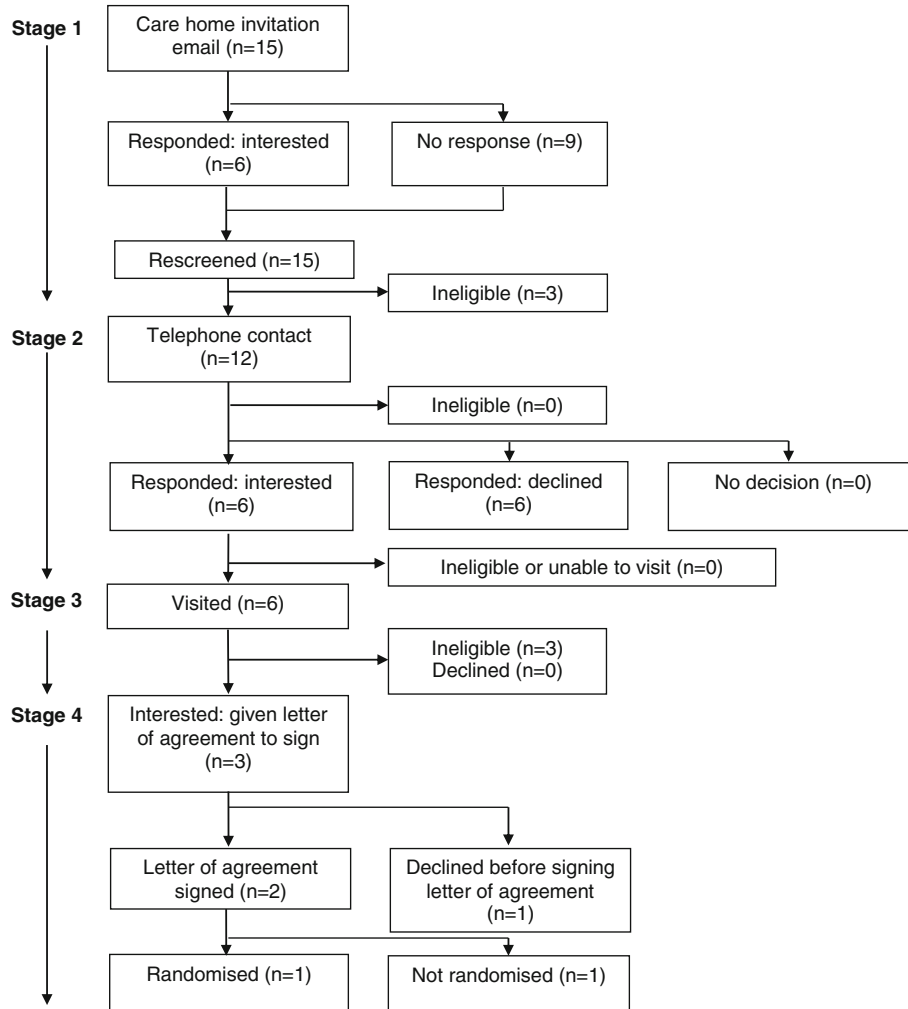 Stage 1
Care home invitation
email (n=15)
Responded: interested
(n=6)
No response (n=9)
Rescreened (n=15)
Ineligible (n=3)
Stage 2
Telephone contact
(n=12)
Ineligible (n=0)
Responded: interested
(n=6)
Responded: declined
(n=6)
No decision (n=0)
Ineligible or unable to visit (n=0)
Stage 3
Visited (n=6)
Ineligible (n=3)
Declined (n=0)
Stage 4
Interested: given letter
of agreement to sign
(n=3)
Letter of agreement
signed (n=2)
Declined before signing
letter of agreement
(n=1)
Randomised (n=1)
Not randomised (n=1)